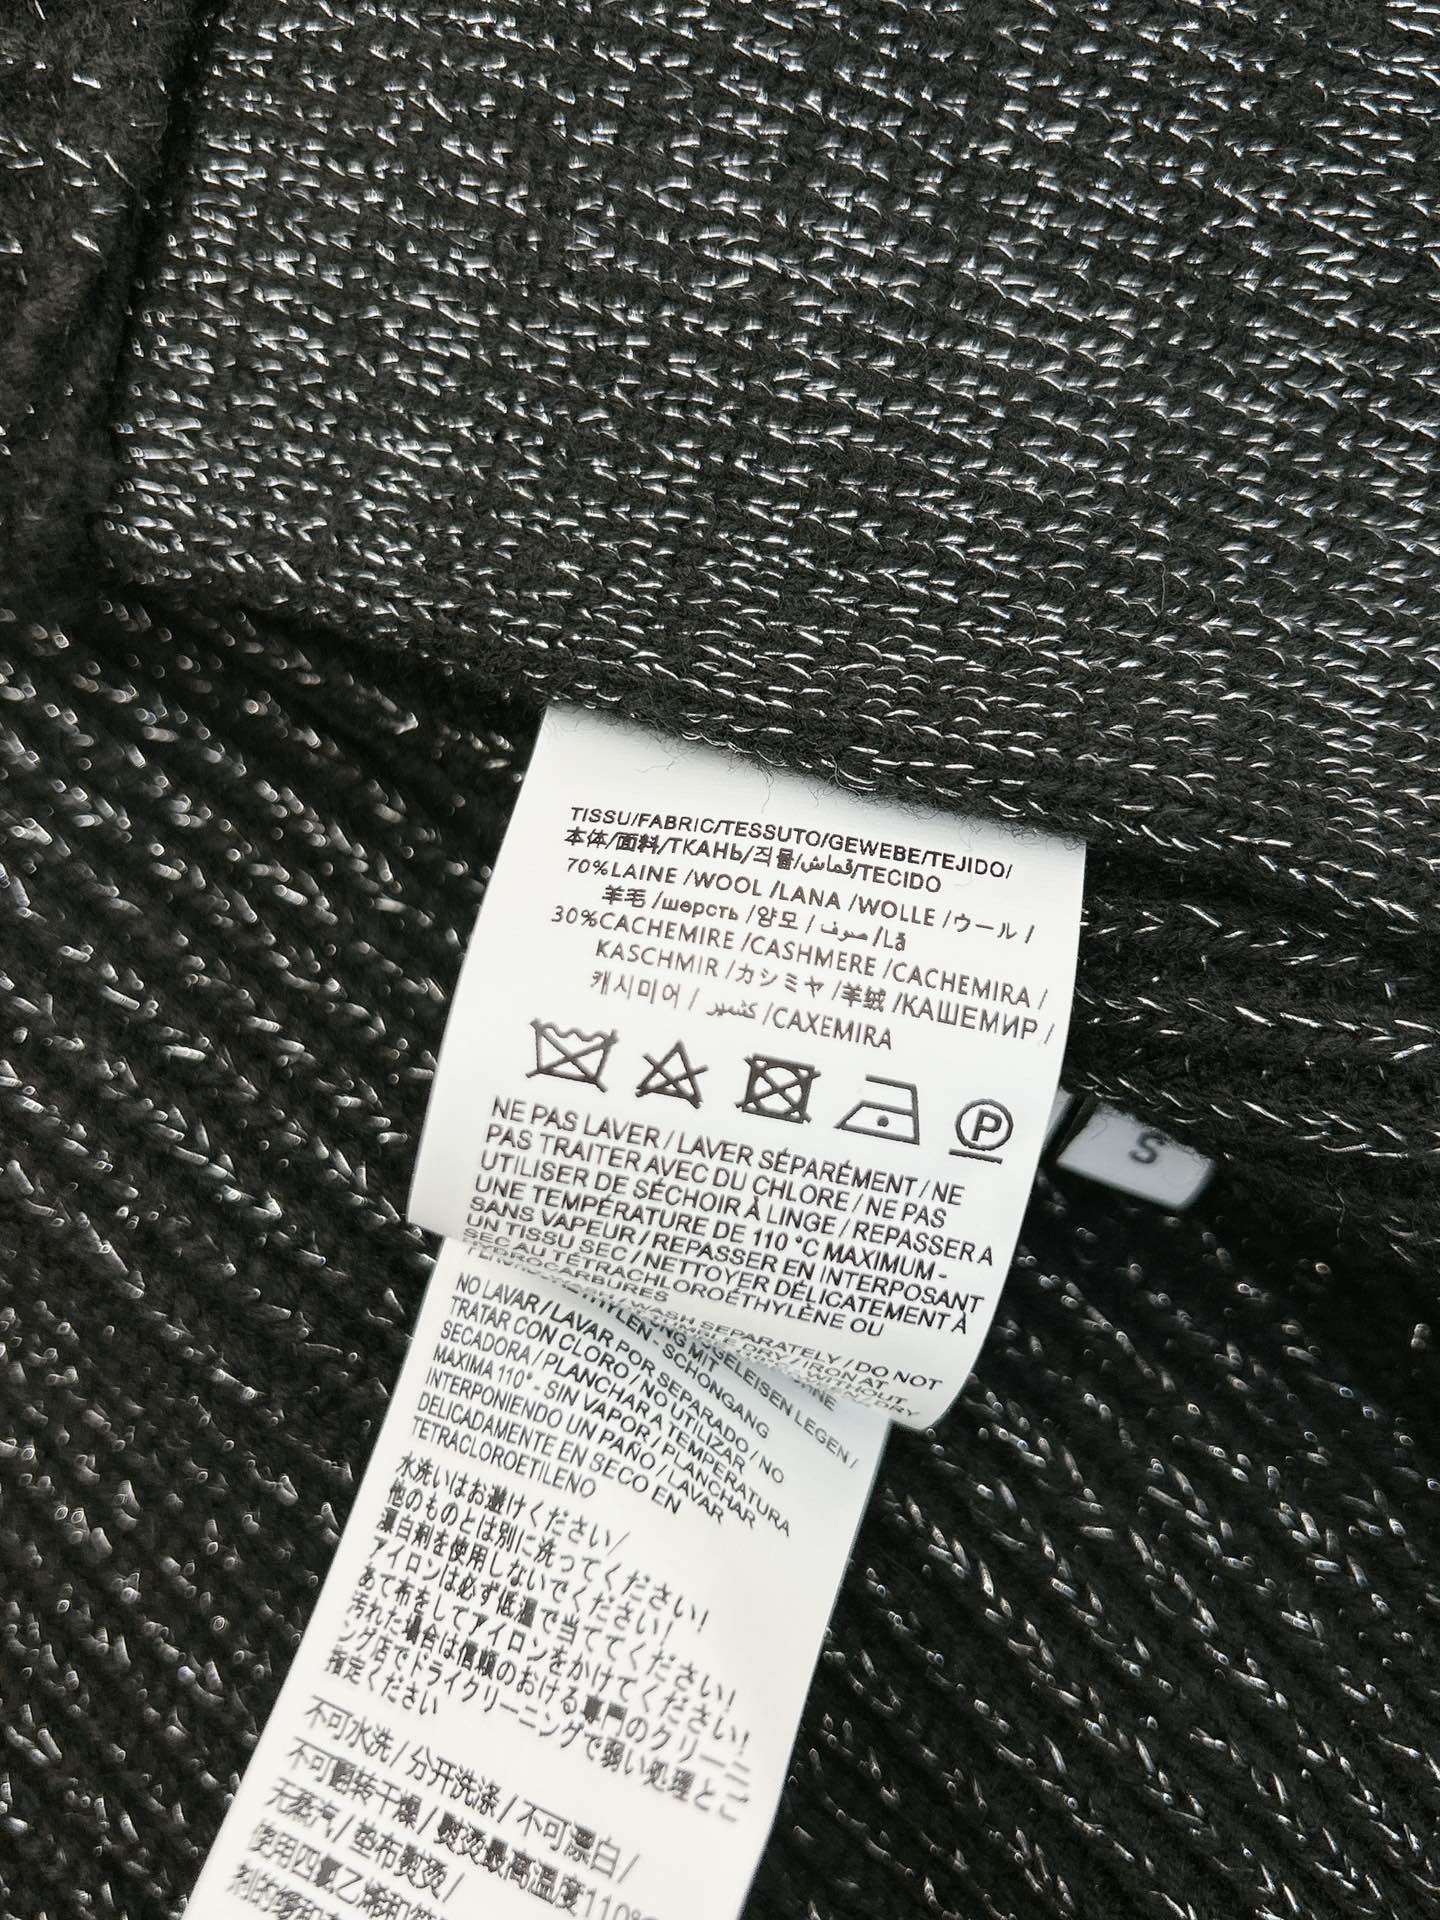 TISSU/FABRIC/TESSUTO/GEWEBE/TEJIDO/
本体/面料/ТКАНЬ/직물/قماش/TECIDO
70%LAINE /WOOL /LANA /WOLLE /ウール /
羊毛 /шерсть /양모 / صوف /Lã
30%CACHEMIRE /CASHMERE /CACHEMIRA /
KASCHMIR /カシミヤ /羊绒 /КАШЕМИР /
캐시미어 / كشمير /CAXEMIRA
P
S
NE PAS LAVER / LAVER SÉPARÉMENT / NE
PAS TRAITER AVEC DU CHLORE / NE PAS
UTILISER DE SÉCHOIR À LINGE / REPASSER A
UNE TEMPÉRATURE DE 110 °C MAXIMUM -
SANS VAPEUR / REPASSER EN INTERPOSANT
UN TISSU SEC / NETTOYER DÉLICATEMENT À
SEC AU TÉTRACHLOROÉTHYLÈNE OU
WASH SEPARATELY / DO NOT
DRY / IRON AT
WITHOUT
MIT GELEISEN LEGEN /
SCHONGANG
NO LAVAR / LAVAR POR SEPARADO / NO
TRATAR CON CLORO / NO UTILIZAR
SECADORA / PLANCHAR A TEMPERATURA
MAXIMA 110° - SIN VAPOR / PLANCHAR
INTERPONIENDO UN PAÑO / LAVAR
DELICADAMENTE EN SECO EN
TETRACLOROETILENO
水洗いはお避けください/
他のものとは別に洗ってください!
漂白剤を使用しないでください!
アイロンは必ず低温で当ててください!
あて布をしてアイロンをかけてください!
汚れた場合は信頼のおける専門のクリーニ
ング店でドライクリーニングで弱い処理とご
指定ください
不可水洗 / 分开洗涤 / 不可漂白 /
不可翻转干燥 / 熨烫最高温度110°C
无蒸汽 / 垫布熨烫 /
使用四氯乙烯和